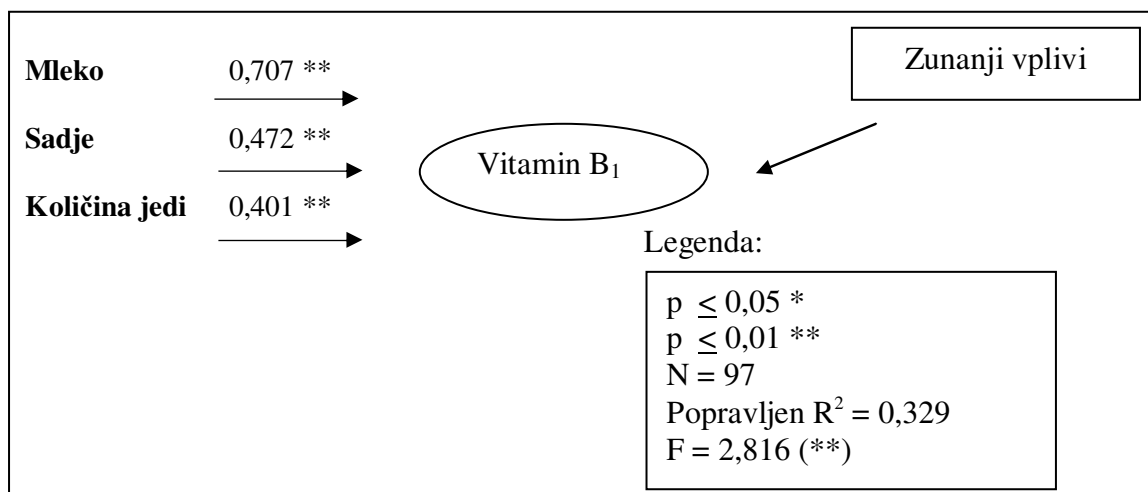 Mleko 0,707 **
Sadje 0,472 **
Količina jedi 0,401 **
Vitamin B₁
Zunanji vplivi
Legenda:
p ≤ 0,05 *
p ≤ 0,01 **
N = 97
Popravljen R² = 0,329
F = 2,816 (**)